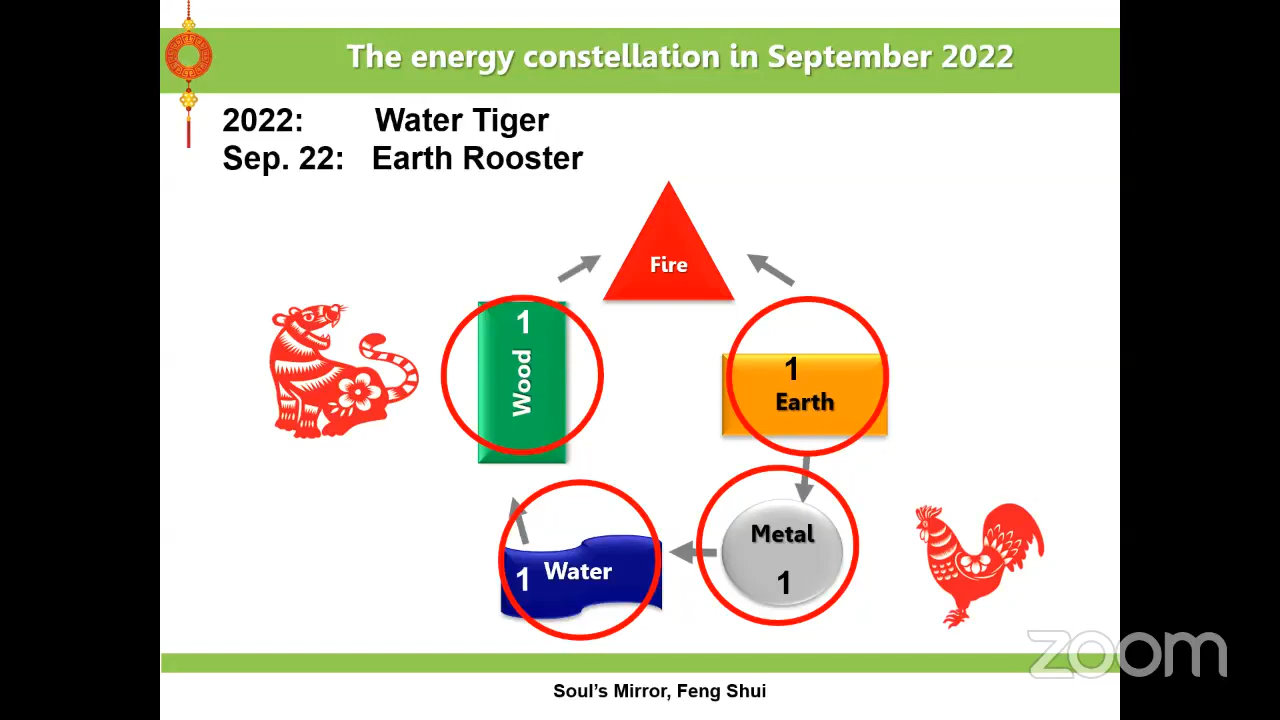 The energy constellation in September 2022
2022: Water Tiger
Sep. 22: Earth Rooster
Fire
1
Wood
1
Earth
Metal
1
1 Water
zoom
Soul's Mirror, Feng Shui